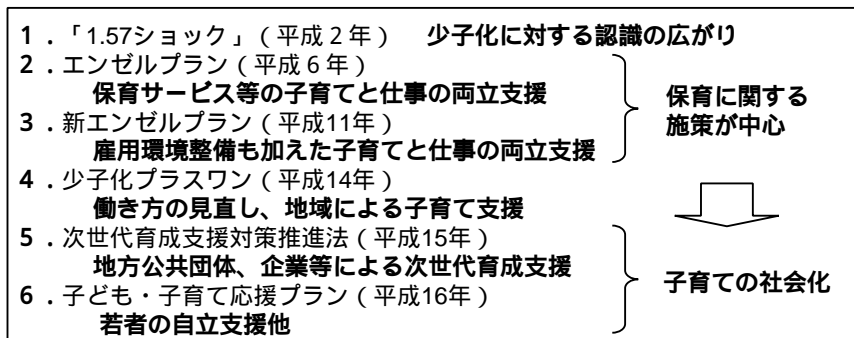 １．「1.57ショック」（平成２年）　少子化に対する認識の広がり
２．エンゼルプラン（平成６年）
保育サービス等の子育てと仕事の両立支援
３．新エンゼルプラン（平成11年）
雇用環境整備も加えた子育てと仕事の両立支援
保育に関する
施策が中心
４．少子化プラスワン（平成14年）
働き方の見直し、地域による子育て支援
５．次世代育成支援対策推進法（平成15年）
地方公共団体、企業等による次世代育成支援
６．子ども・子育て応援プラン（平成16年）
若者の自立支援他
子育ての社会化